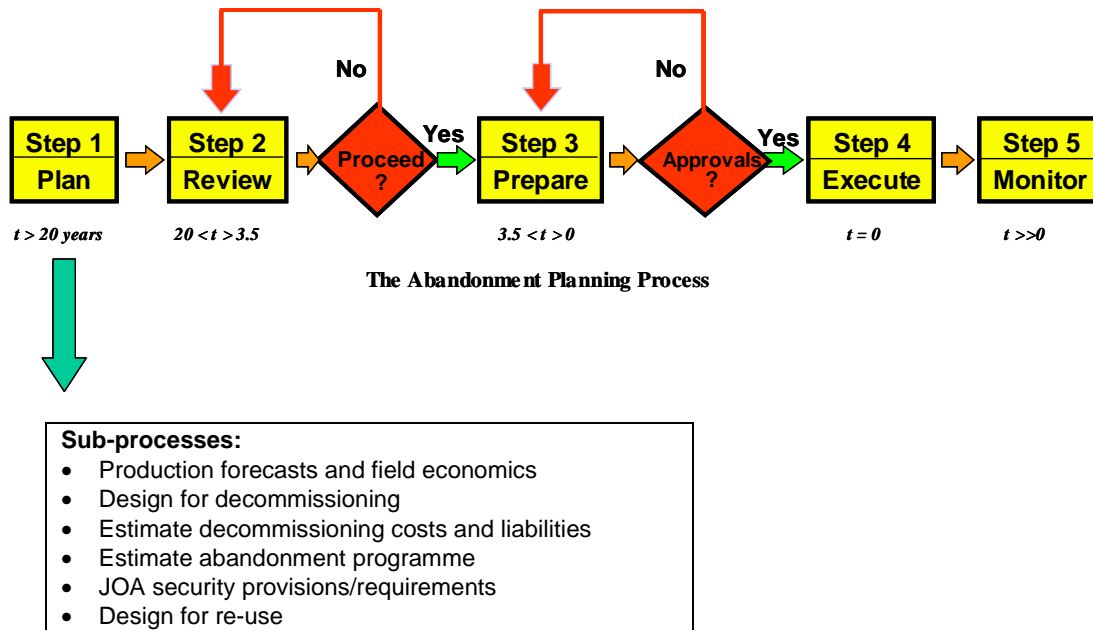 No
No
Step 1
Plan
Step 2
Review
Proceed
?
Yes
Step 3
Prepare
Approvals
?
Yes
Step 4
Execute
Step 5
Monitor
t > 20 years
20 < t > 3.5
3.5 < t > 0
t = 0
t >>0
The Abandonment Planning Process
Sub-processes:
• Production forecasts and field economics
• Design for decommissioning
• Estimate decommissioning costs and liabilities
• Estimate abandonment programme
• JOA security provisions/requirements
• Design for re-use